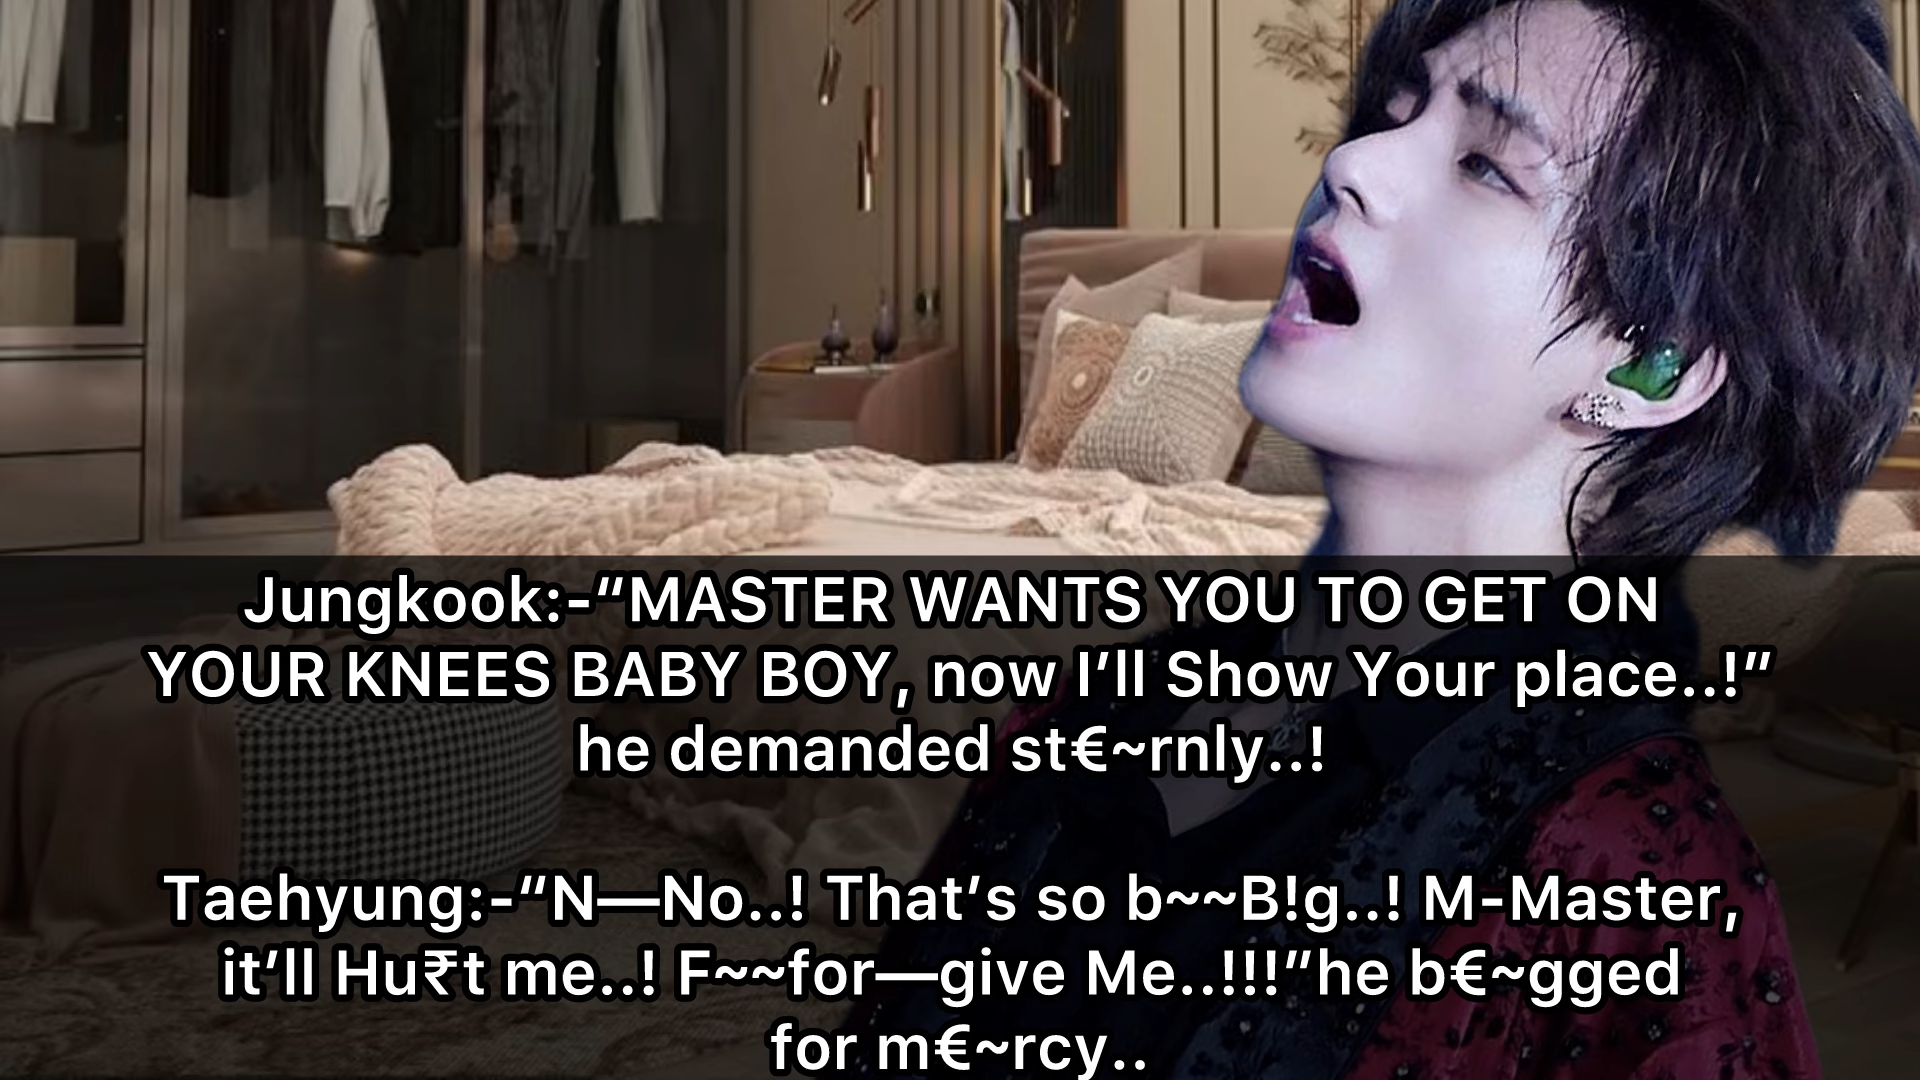 Jungkook:-“MASTER WANTS YOU TO GET ON
YOUR KNEES BABY BOY, now I’ll Show Your place..!”
he demanded st€~rnly..!
Taehyung:-“N—No..! That’s so b~~B!g..! M-Master,
it’ll Hu₹t me..! F~~for—give Me..!!!”he b€~gged
for m€~rcy..